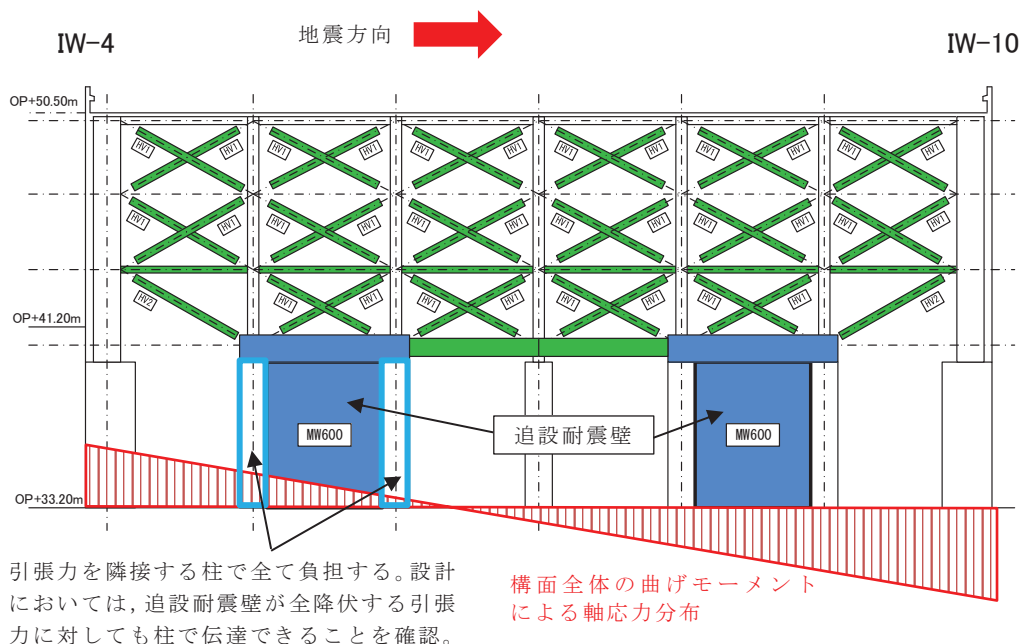 地震方向
IW-4
IW-10
OP+50.50m
HV1 HV1 HV1 HV1 HV1 HV1 HV1 HV1 HV1 HV1 HV1 HV1
HV1 HV1 HV1 HV1 HV1 HV1 HV1 HV1 HV1 HV1 HV1 HV1
HV2 HV1 HV1 HV1 HV1 HV1 HV1 HV1 HV1 HV2
OP+41.20m
追設耐震壁
MW600
MW600
OP+33.20m
引張力を隣接する柱で全て負担する。設計
においては，追設耐震壁が全降伏する引張
力に対しても柱で伝達できることを確認。
構面全体の曲げモーメント
による軸応力分布